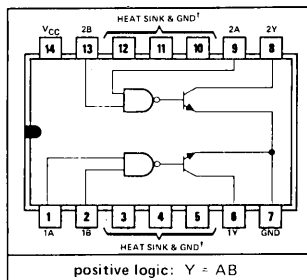 HEAT SINK & GND†
VCC 2B 2A 2Y
14 13 12 11 10 9 8
1 2 3 4 5 6 7
1A 1B 1Y GND
HEAT SINK & GND†
positive logic: Y = AB